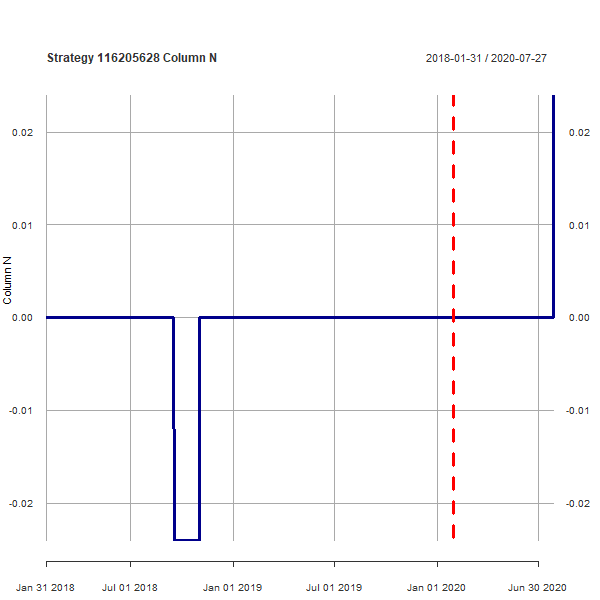 Strategy 116205628 Column N
2018-01-31 / 2020-07-27
0.02
0.02
0.01
0.01
Column N
0.00
0.00
-0.01
-0.01
-0.02
-0.02
Jan 31 2018
Jul 01 2018
Jan 01 2019
Jul 01 2019
Jan 01 2020
Jun 30 2020